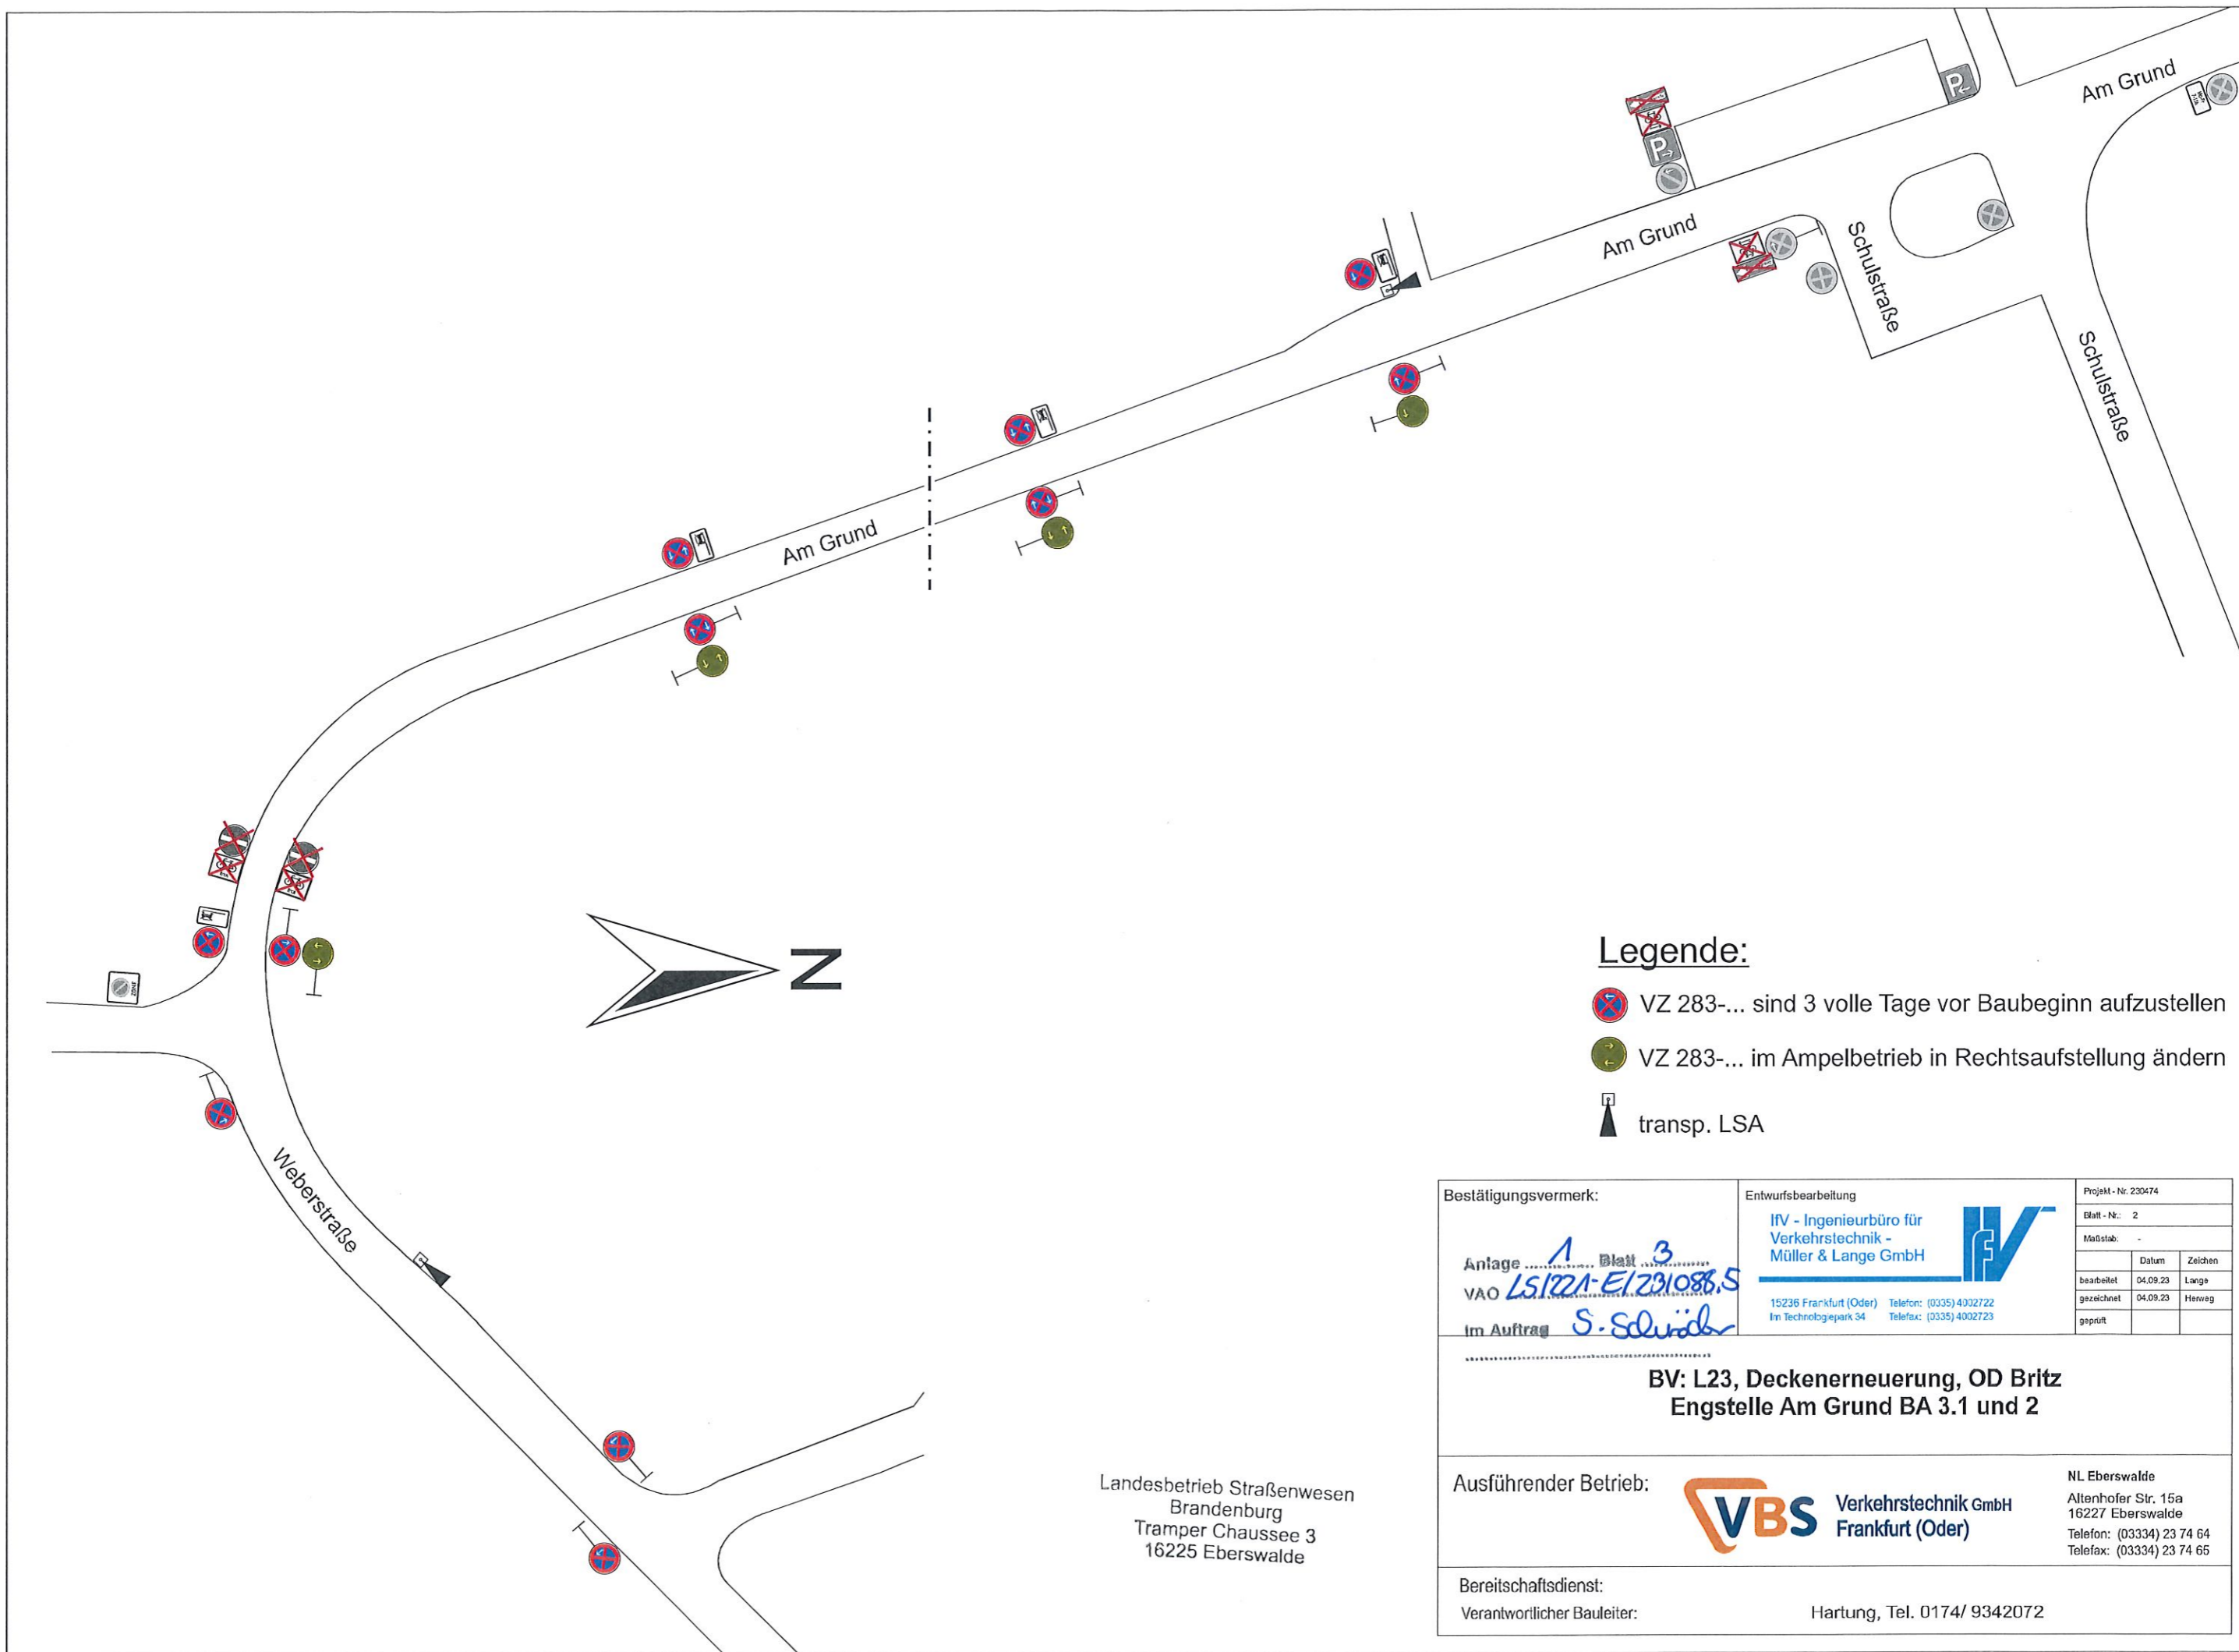 Am Grund
P
P
Am Grund
Schulstraße
Schulstraße
Am Grund
ZONE
Weberstraße
N
Legende:
VZ 283-... sind 3 volle Tage vor Baubeginn aufzustellen
VZ 283-... im Ampelbetrieb in Rechtsaufstellung ändern
transp. LSA
Bestätigungsvermerk:
Anlage 1 Blatt 3
VAO LS/221-E/231088.5
Im Auftrag S. Schröder
Entwurfsbearbeitung
IfV - Ingenieurbüro für
Verkehrstechnik -
Müller & Lange GmbH
IFV
15236 Frankfurt (Oder) Telefon: (0335) 4002722
Im Technologiepark 34 Telefax: (0335) 4002723
Projekt - Nr. 230474
Blatt - Nr.: 2
Maßstab: -
Datum Zeichen
bearbeitet 04.09.23 Lange
gezeichnet 04.09.23 Herweg
geprüft
BV: L23, Deckenerneuerung, OD Britz
Engstelle Am Grund BA 3.1 und 2
Landesbetrieb Straßenwesen
Brandenburg
Tramper Chaussee 3
16225 Eberswalde
Ausführender Betrieb:
VBS Verkehrstechnik GmbH
Frankfurt (Oder)
NL Eberswalde
Altenhofer Str. 15a
16227 Eberswalde
Telefon: (03334) 23 74 64
Telefax: (03334) 23 74 65
Bereitschaftsdienst:
Verantwortlicher Bauleiter: Hartung, Tel. 0174/ 9342072